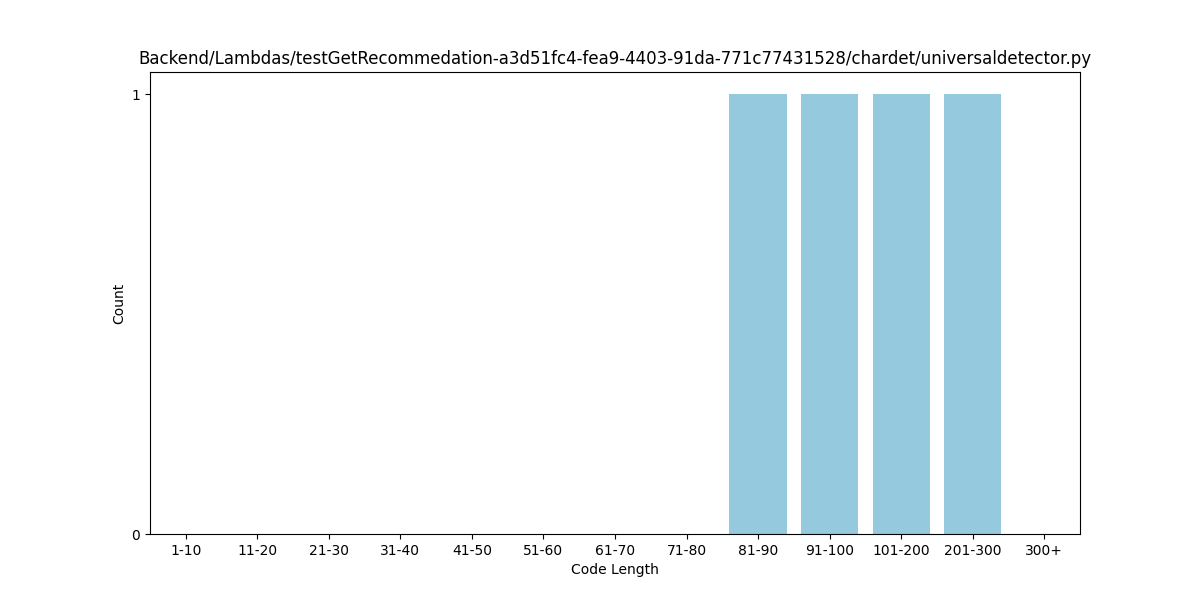 Backend/Lambdas/testGetRecommedation-a3d51fc4-fea9-4403-91da-771c77431528/chardet/universaldetector.py
1
Count
0
1-10 11-20 21-30 31-40 41-50 51-60 61-70 71-80 81-90 91-100 101-200 201-300 300+
Code Length